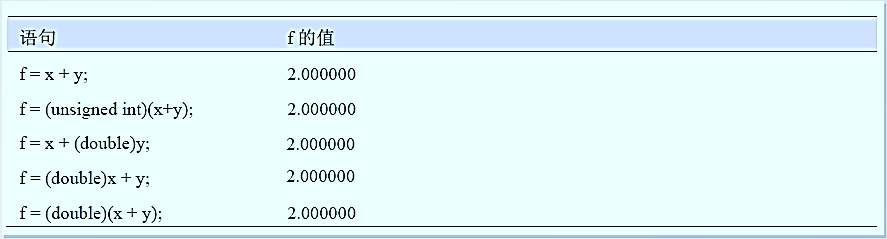 语句 f 的值
f = x + y; 2.000000
f = (unsigned int)(x+y); 2.000000
f = x + (double)y; 2.000000
f = (double)x + y; 2.000000
f = (double)(x + y); 2.000000